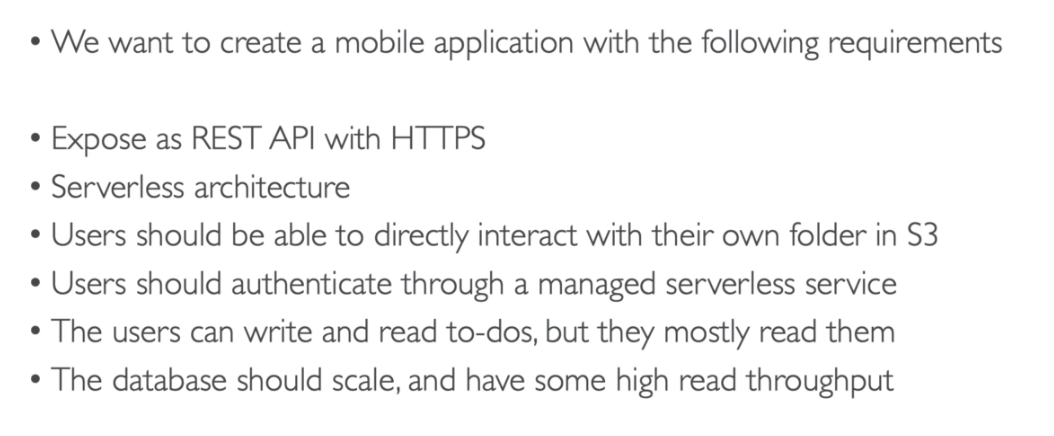 • We want to create a mobile application with the following requirements
• Expose as REST API with HTTPS
• Serverless architecture
• Users should be able to directly interact with their own folder in S3
• Users should authenticate through a managed serverless service
• The users can write and read to-dos, but they mostly read them
• The database should scale, and have some high read throughput